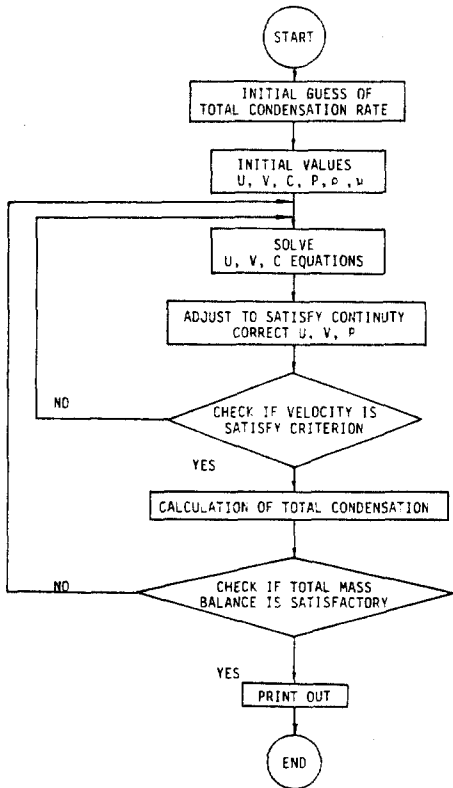 START
INITIAL GUESS OF
TOTAL CONDENSATION RATE
INITIAL VALUES
U, V, C, P, ρ, μ
SOLVE
U, V, C EQUATIONS
ADJUST TO SATISFY CONTINUTY
CORRECT U, V, P
NO
CHECK IF VELOCITY IS
SATISFY CRITERION
YES
CALCULATION OF TOTAL CONDENSATION
NO
CHECK IF TOTAL MASS
BALANCE IS SATISFACTORY
YES
PRINT OUT
END